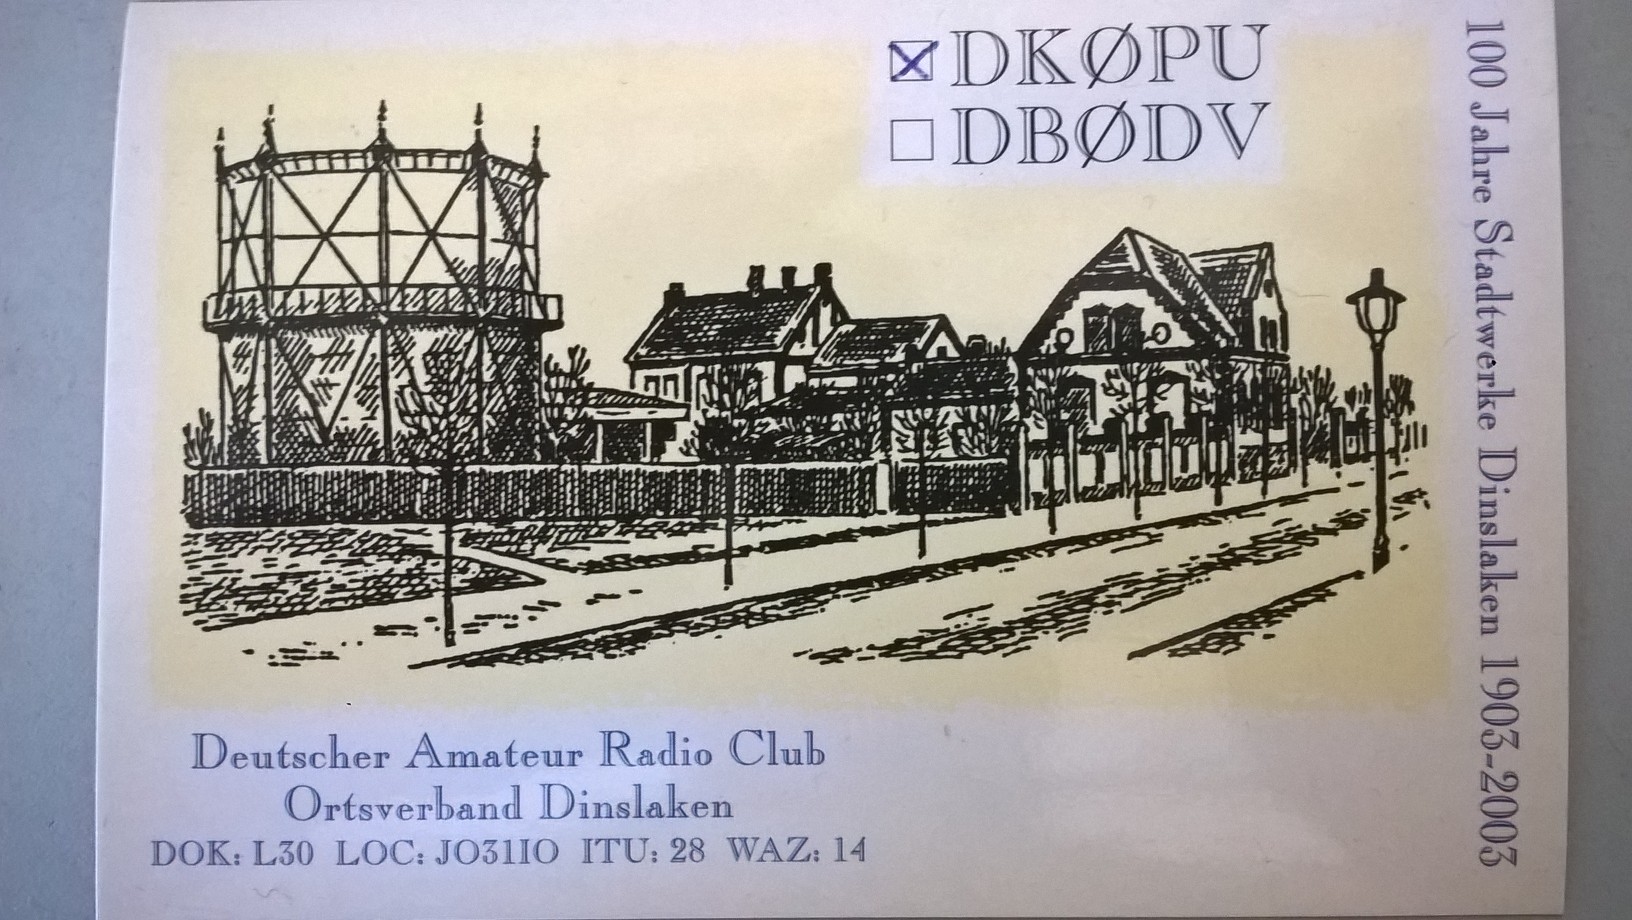 DKØPU
DBØDV
100 Jahre Stadtwerke Dinslaken 1903-2003
Deutscher Amateur Radio Club
Ortsverband Dinslaken
DOK: L30 LOC: JO31IO ITU: 28 WAZ: 14